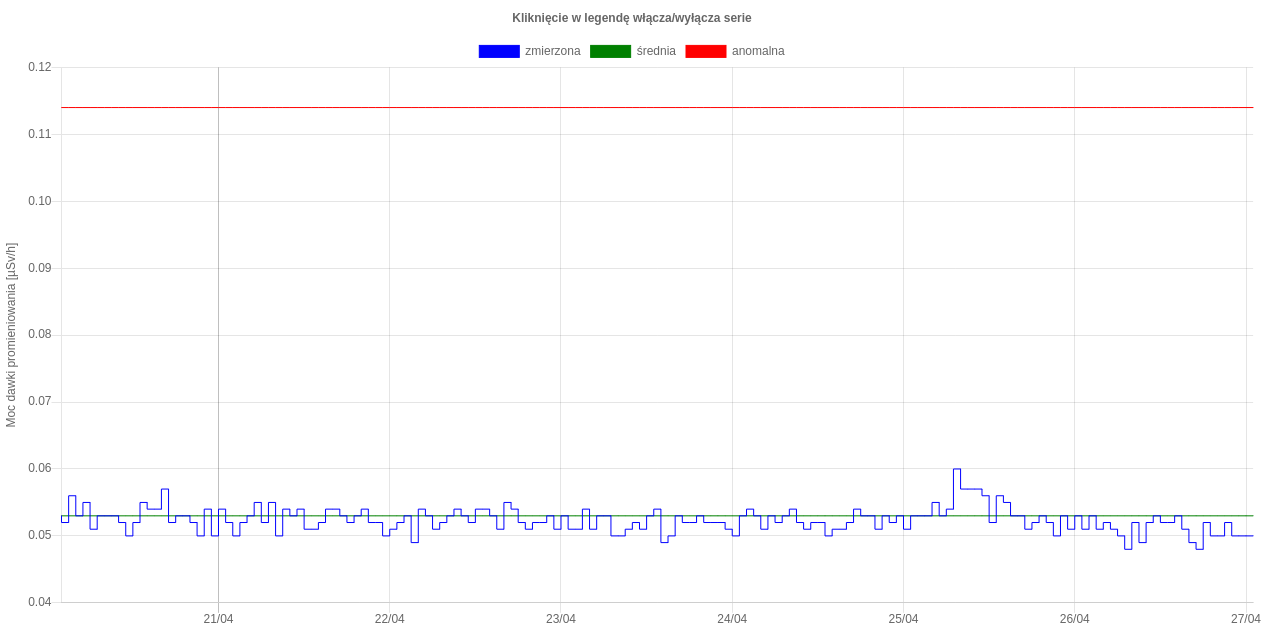 Kliknięcie w legendę włącza/wyłącza serie
zmierzona średnia anomalna
0.12
0.11
0.10
0.09
0.08
0.07
0.06
0.05
0.04
Moc dawki promieniowania [µSv/h]
21/04 22/04 23/04 24/04 25/04 26/04 27/04